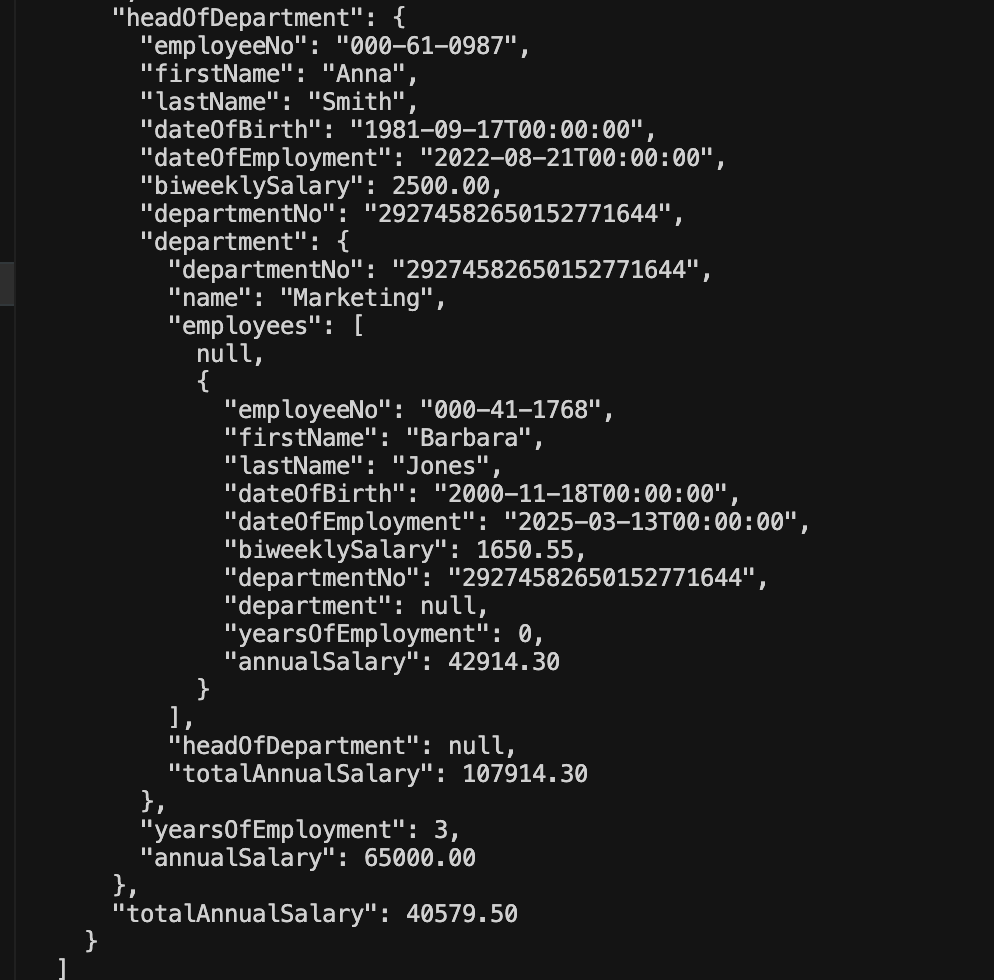 "headOfDepartment": {
"employeeNo": "000-61-0987",
"firstName": "Anna",
"lastName": "Smith",
"dateOfBirth": "1981-09-17T00:00:00",
"dateOfEmployment": "2022-08-21T00:00:00",
"biweeklySalary": 2500.00,
"departmentNo": "29274582650152771644",
"department": {
"departmentNo": "29274582650152771644",
"name": "Marketing",
"employees": [
null,
{
"employeeNo": "000-41-1768",
"firstName": "Barbara",
"lastName": "Jones",
"dateOfBirth": "2000-11-18T00:00:00",
"dateOfEmployment": "2025-03-13T00:00:00",
"biweeklySalary": 1650.55,
"departmentNo": "29274582650152771644",
"department": null,
"yearsOfEmployment": 0,
"annualSalary": 42914.30
}
],
"headOfDepartment": null,
"totalAnnualSalary": 107914.30
},
"yearsOfEmployment": 3,
"annualSalary": 65000.00
},
"totalAnnualSalary": 40579.50
}
]